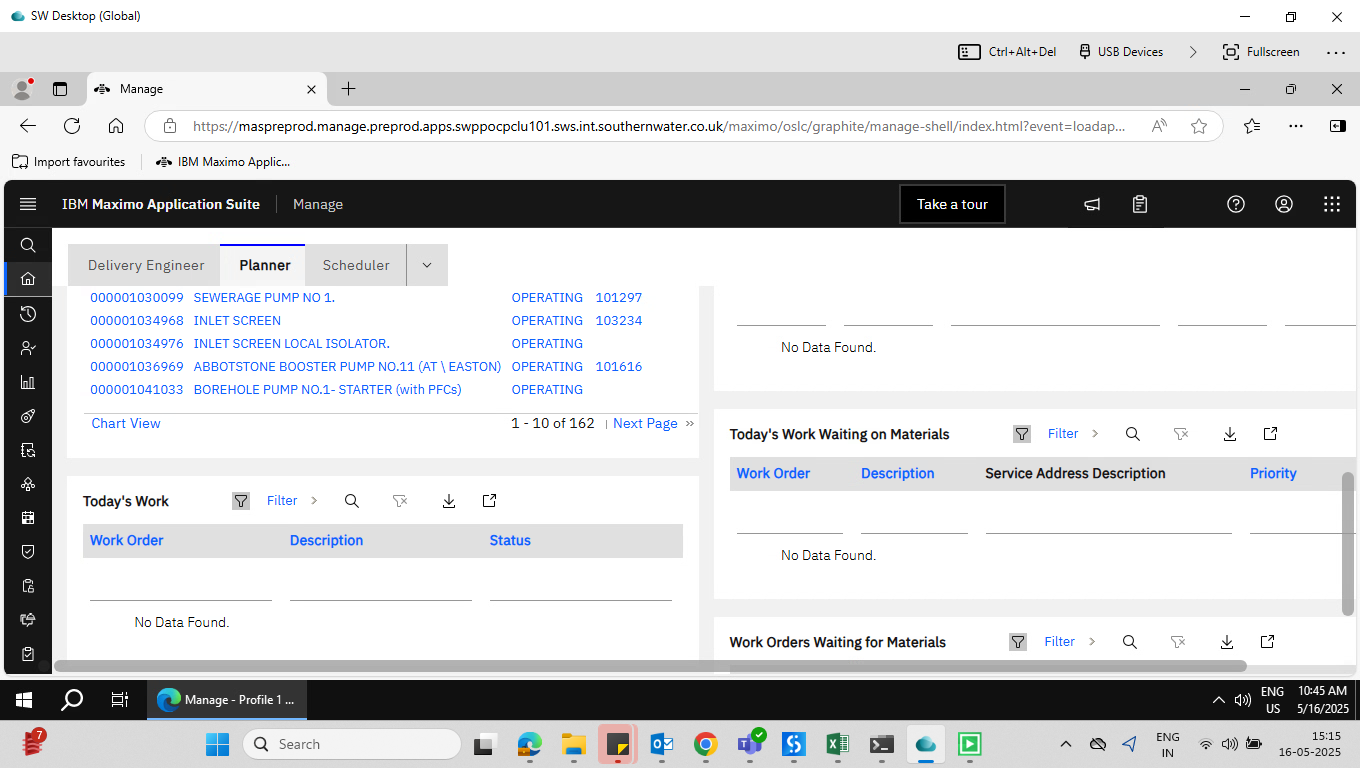 SW Desktop (Global)
Ctrl+Alt+Del
USB Devices
Fullscreen
Manage
https://maspreprod.manage.preprod.apps.swppocpclu101.sws.int.southernwater.co.uk/maximo/oslc/graphite/manage-shell/index.html?event=loadap...
Import favourites
IBM Maximo Applic...
IBM Maximo Application Suite
Manage
Take a tour
Delivery Engineer
Planner
Scheduler
000001030099 SEWERAGE PUMP NO 1. OPERATING 101297
000001034968 INLET SCREEN OPERATING 103234
000001034976 INLET SCREEN LOCAL ISOLATOR. OPERATING
000001036969 ABBOTSTONE BOOSTER PUMP NO.11 (AT \ EASTON) OPERATING 101616
000001041033 BOREHOLE PUMP NO.1- STARTER (with PFCs) OPERATING
Chart View
1 - 10 of 162
Next Page
Today's Work
Filter
Work Order Description Status
No Data Found.
No Data Found.
Today's Work Waiting on Materials
Filter
Work Order Description Service Address Description Priority
No Data Found.
Work Orders Waiting for Materials
Filter
Manage - Profile 1 ...
ENG
US
10:45 AM
5/16/2025
7
Search
ENG
IN
15:15
16-05-2025